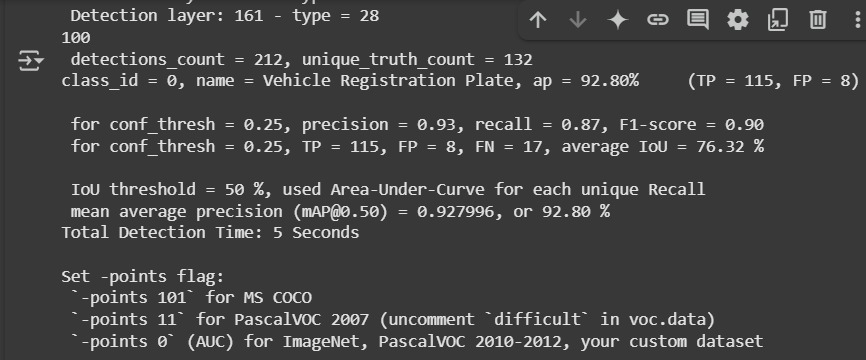 Detection layer: 161 - type = 28
100
detections_count = 212, unique_truth_count = 132
class_id = 0, name = Vehicle Registration Plate, ap = 92.80%     (TP = 115, FP = 8)
for conf_thresh = 0.25, precision = 0.93, recall = 0.87, F1-score = 0.90
for conf_thresh = 0.25, TP = 115, FP = 8, FN = 17, average IoU = 76.32 %
IoU threshold = 50 %, used Area-Under-Curve for each unique Recall
mean average precision (mAP@0.50) = 0.927996, or 92.80 %
Total Detection Time: 5 Seconds
Set -points flag:
`-points 101` for MS COCO
`-points 11` for PascalVOC 2007 (uncomment `difficult` in voc.data)
`-points 0` (AUC) for ImageNet, PascalVOC 2010-2012, your custom dataset